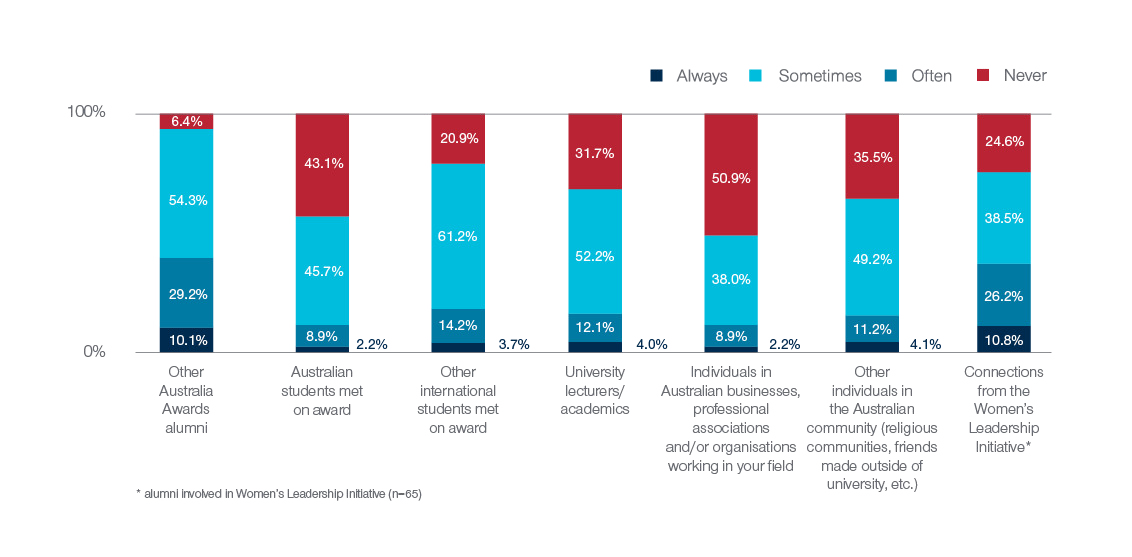 Always Sometimes Often Never
100%
6.4%
54.3%
29.2%
10.1%
43.1%
45.7%
8.9%
2.2%
20.9%
61.2%
14.2%
3.7%
31.7%
52.2%
12.1%
4.0%
50.9%
38.0%
8.9%
2.2%
35.5%
49.2%
11.2%
4.1%
24.6%
38.5%
26.2%
10.8%
0%
Other
Australia
Awards
alumni
Australian
students met
on award
Other
international
students met
on award
University
lecturers/
academics
Individuals in
Australian businesses,
professional
associations
and/or organisations
working in your field
Other
individuals in
the Australian
community (religious
communities, friends
made outside of
university, etc.)
Connections
from the
Women's
Leadership
Initiative*
* alumni involved in Women's Leadership Initiative (n=65)